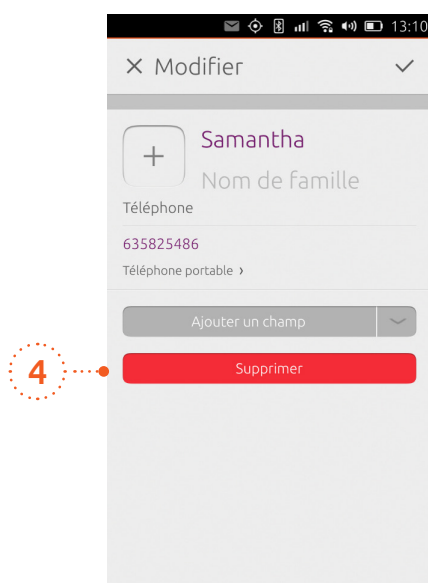 13:10
× Modifier
+
Samantha
Nom de famille
Téléphone
635825486
Téléphone portable ›
Ajouter un champ
4
Supprimer